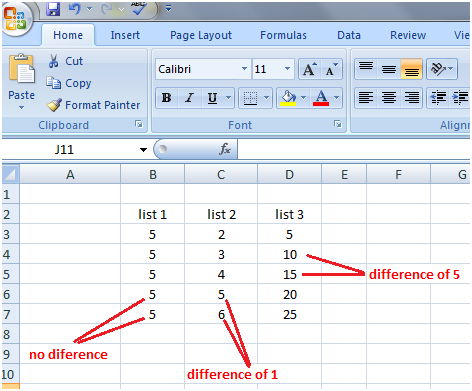 ABC
Home Insert Page Layout Formulas Data Review View
Cut
Copy
Format Painter
Paste
Clipboard
Calibri 11 A A
B I U A
Font
Alignm
J11 fx
A B C D E F G
1
2 list 1 list 2 list 3
3 5 2 5
4 5 3 10
5 5 4 15 difference of 5
6 5 5 20
7 5 6 25
8
9 no diference
10 difference of 1